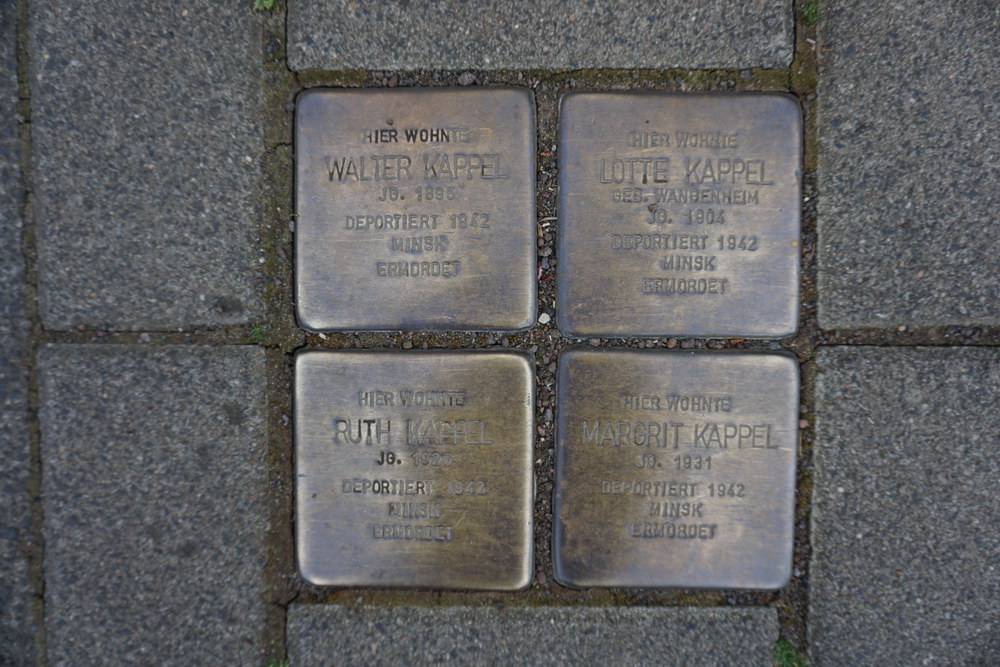 HIER WOHNTE
WALTER KAPPEL
JG. 1895
DEPORTIERT 1942
MINSK
ERMORDET
HIER WOHNTE
LOTTE KAPPEL
GEB. WANGENHEIM
JG. 1904
DEPORTIERT 1942
MINSK
ERMORDET
HIER WOHNTE
RUTH KAPPEL
JG.
DEPORTIERT 1942
MINSK
ERMORDET
HIER WOHNTE
MARGRIT KAPPEL
JG. 1931
DEPORTIERT 1942
MINSK
ERMORDET